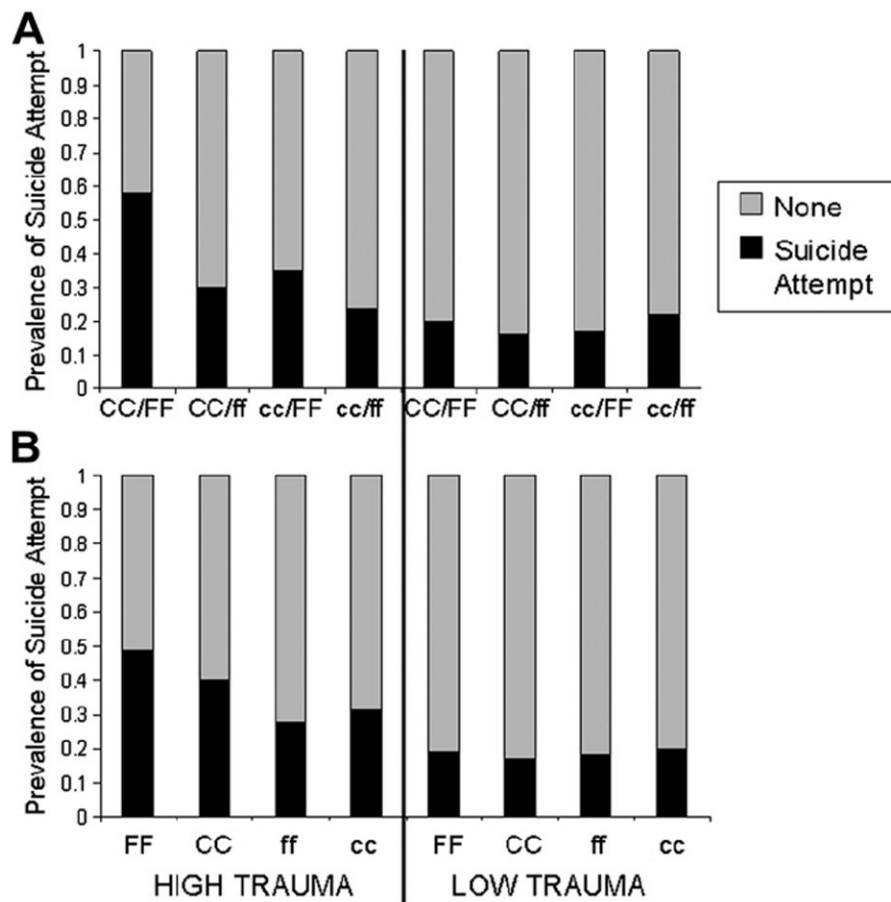 A
Prevalence of Suicide Attempt
1
0.9
0.8
0.7
0.6
0.5
0.4
0.3
0.2
0.1
0
CC/FF CC/ff cc/FF cc/ff CC/FF CC/ff cc/FF cc/ff
None
Suicide
Attempt
B
Prevalence of Suicide Attempt
1
0.9
0.8
0.7
0.6
0.5
0.4
0.3
0.2
0.1
0
FF CC ff cc FF CC ff cc
HIGH TRAUMA LOW TRAUMA